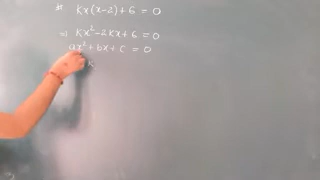 kx(x-2)+6 = 0
=) kx²-2kx+6 = 0
ax²+bx+c = 0
k